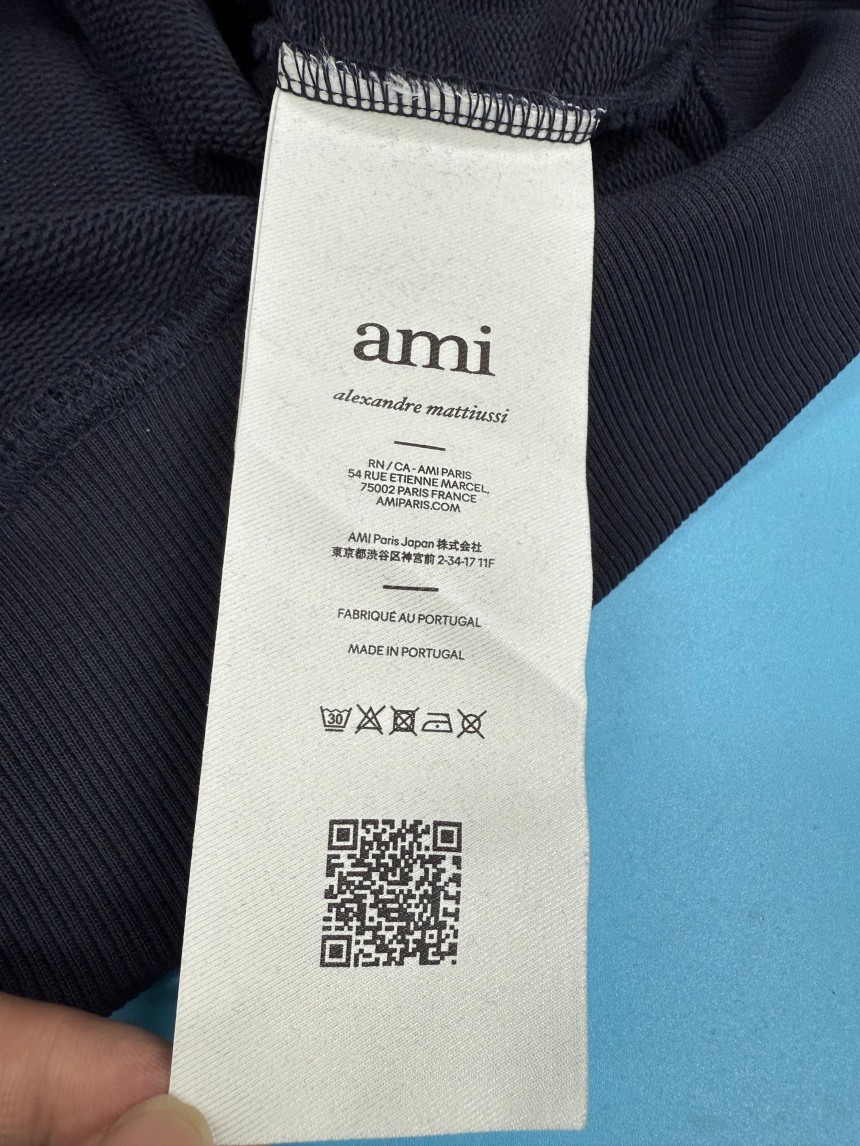 ami
alexandre mattiussi
RN / CA - AMI PARIS
54 RUE ETIENNE MARCEL,
75002 PARIS FRANCE
AMIPARIS.COM
AMI Paris Japan 株式会社
東京都渋谷区神宮前 2-34-17 11F
FABRIQUÉ AU PORTUGAL
MADE IN PORTUGAL
30